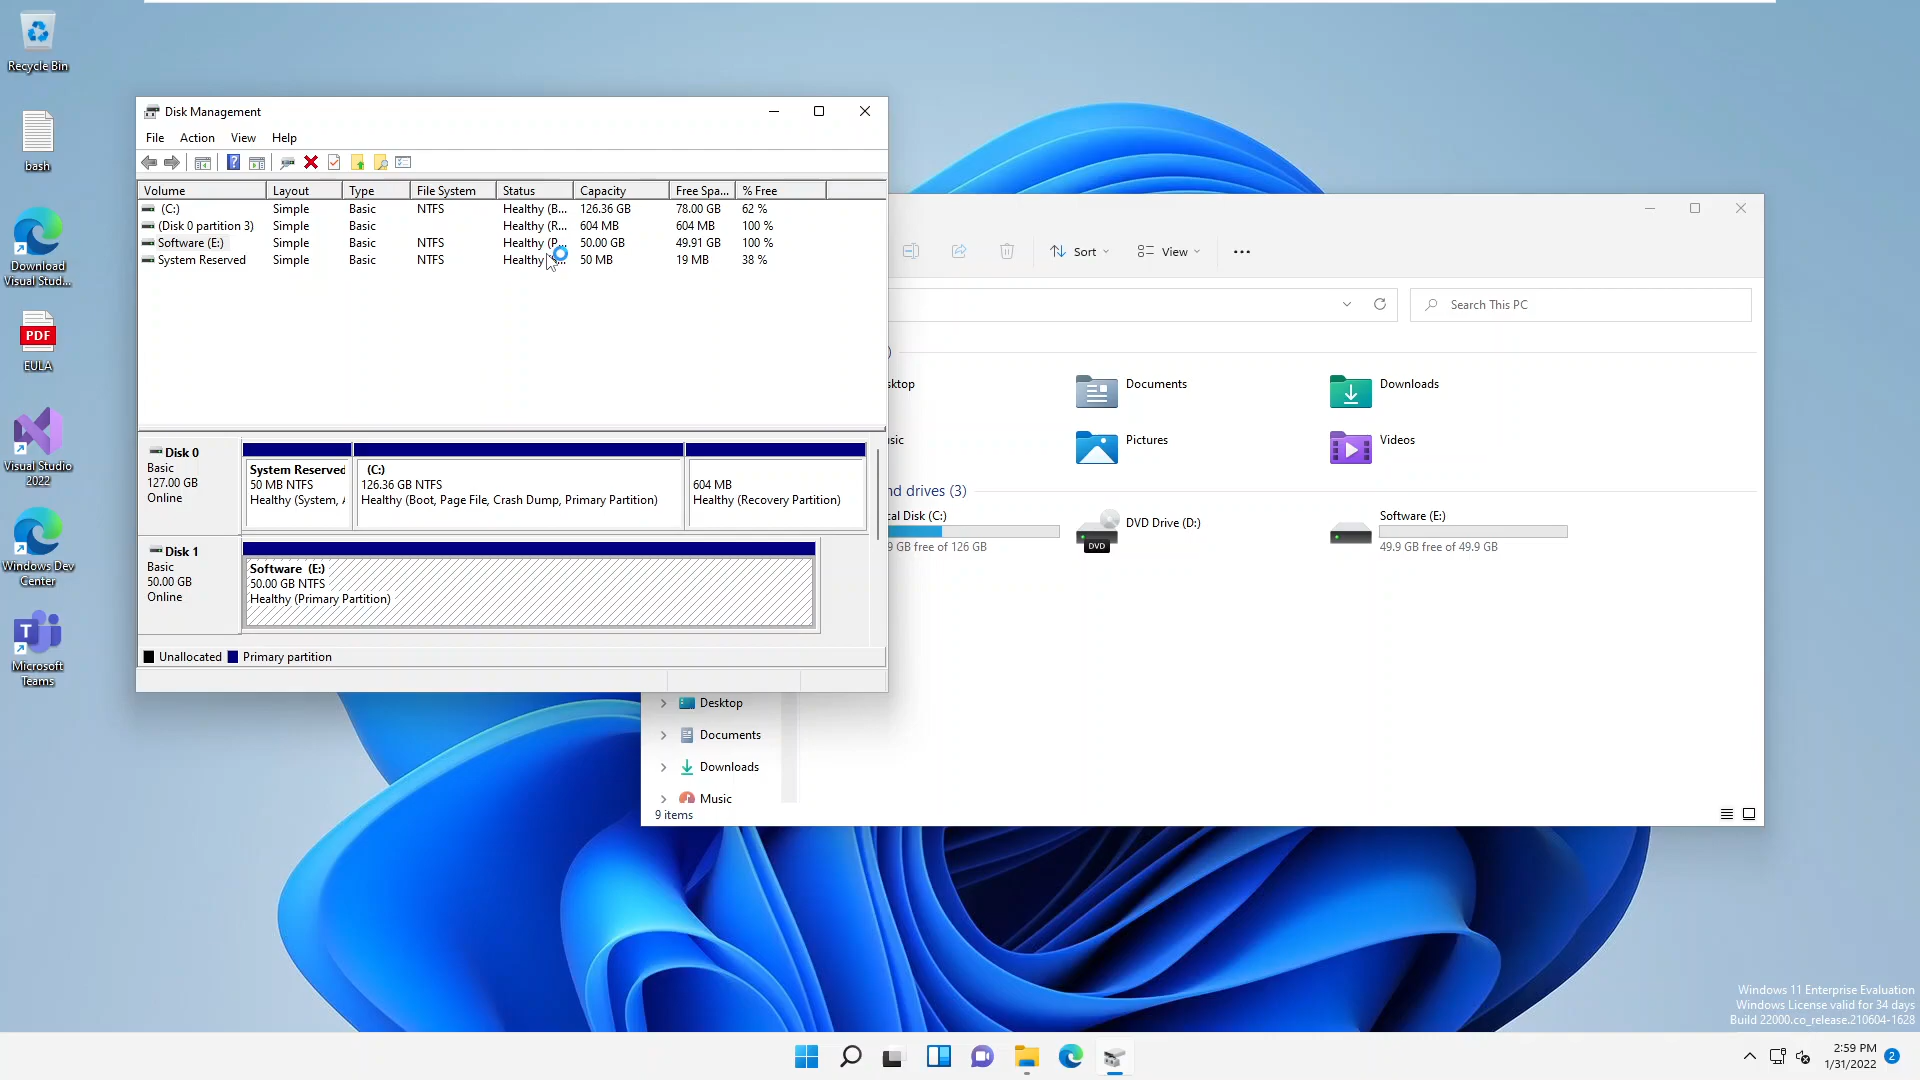 Recycle Bin
bash
Download
Visual Stud...
PDF
EULA
Visual Studio
2022
Windows Dev
Center
T
Microsoft
Teams
Disk Management
File Action View Help
Volume Layout Type File System Status Capacity Free Spa... % Free
(C:) Simple Basic NTFS Healthy (B... 126.36 GB 78.00 GB 62 %
(Disk 0 partition 3) Simple Basic Healthy (R... 604 MB 604 MB 100 %
Software (E:) Simple Basic NTFS Healthy (P... 50.00 GB 49.91 GB 100 %
System Reserved Simple Basic NTFS Healthy 50 MB 19 MB 38 %
Disk 0
Basic
127.00 GB
Online
System Reserved
50 MB NTFS
Healthy (System, A
(C:)
126.36 GB NTFS
Healthy (Boot, Page File, Crash Dump, Primary Partition)
604 MB
Healthy (Recovery Partition)
Disk 1
Basic
50.00 GB
Online
Software (E:)
50.00 GB NTFS
Healthy (Primary Partition)
Unallocated Primary partition
Sort View
Search This PC
)
sktop
Documents
Downloads
sic
Pictures
Videos
nd drives (3)
cal Disk (C:)
9 GB free of 126 GB
DVD Drive (D:)
DVD
Software (E:)
49.9 GB free of 49.9 GB
Desktop
Documents
Downloads
Music
9 items
Windows 11 Enterprise Evaluation
Windows License valid for 34 days
Build 22000.co_release.210604-1628
2:59 PM
1/31/2022
2